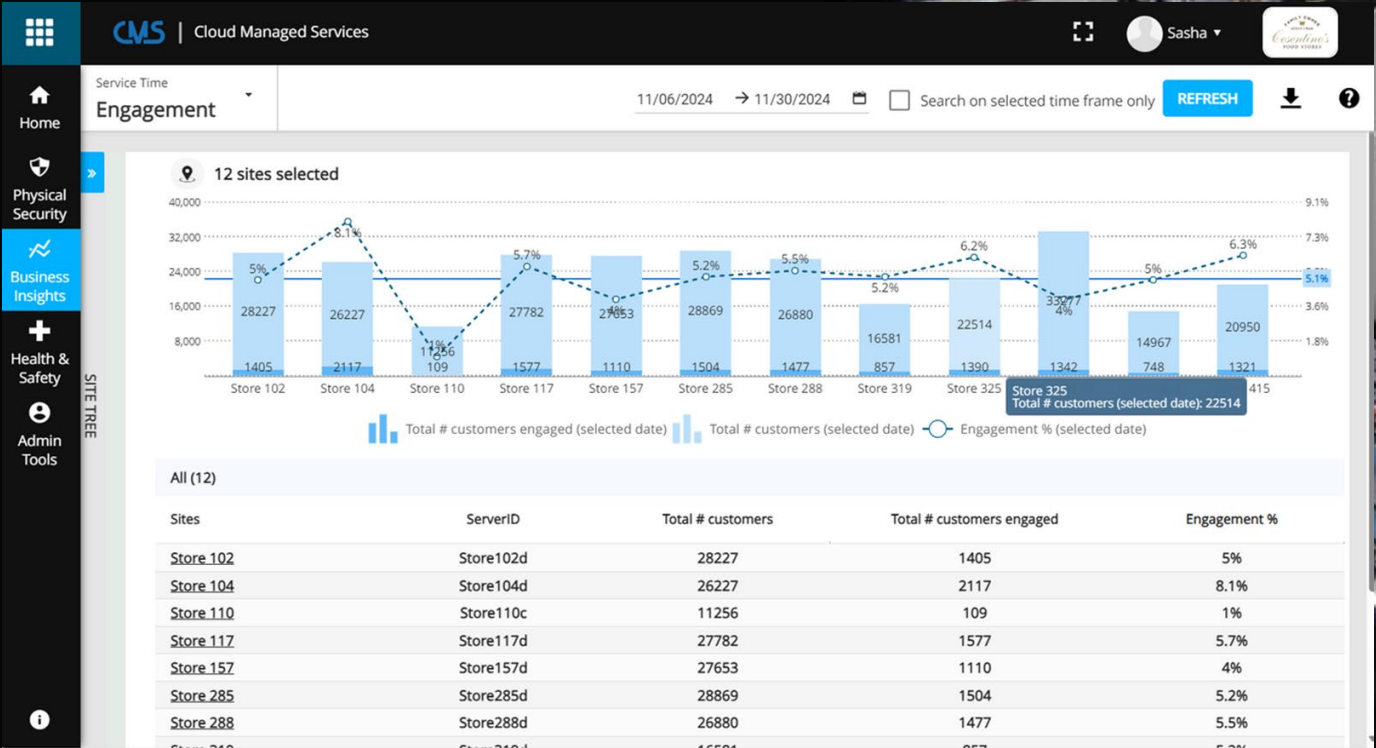 CMS | Cloud Managed Services
Sasha
FAMILY OWNED
Cosentino's
FOOD STORES
Home
Physical
Security
Business
Insights
Health &
Safety
Admin
Tools
Service Time
Engagement
11/06/2024 → 11/30/2024
Search on selected time frame only
REFRESH
»
SITE TREE
12 sites selected
40,000
32,000
24,000
16,000
8,000
9.1%
7.3%
5.1%
3.6%
1.8%
5%
8.1%
1%
5.7%
4%
5.2%
5.5%
5.2%
6.2%
4%
5%
6.3%
28227
26227
11256
27782
27653
28869
26880
16581
22514
33277
14967
20950
1405
2117
109
1577
1110
1504
1477
857
1390
1342
748
1321
Store 102
Store 104
Store 110
Store 117
Store 157
Store 285
Store 288
Store 319
Store 325
415
Store 325
Total # customers (selected date): 22514
Total # customers engaged (selected date)
Total # customers (selected date)
Engagement % (selected date)
All (12)
Sites ServerID Total # customers Total # customers engaged Engagement %
Store 102 Store102d 28227 1405 5%
Store 104 Store104d 26227 2117 8.1%
Store 110 Store110c 11256 109 1%
Store 117 Store117d 27782 1577 5.7%
Store 157 Store157d 27653 1110 4%
Store 285 Store285d 28869 1504 5.2%
Store 288 Store288d 26880 1477 5.5%